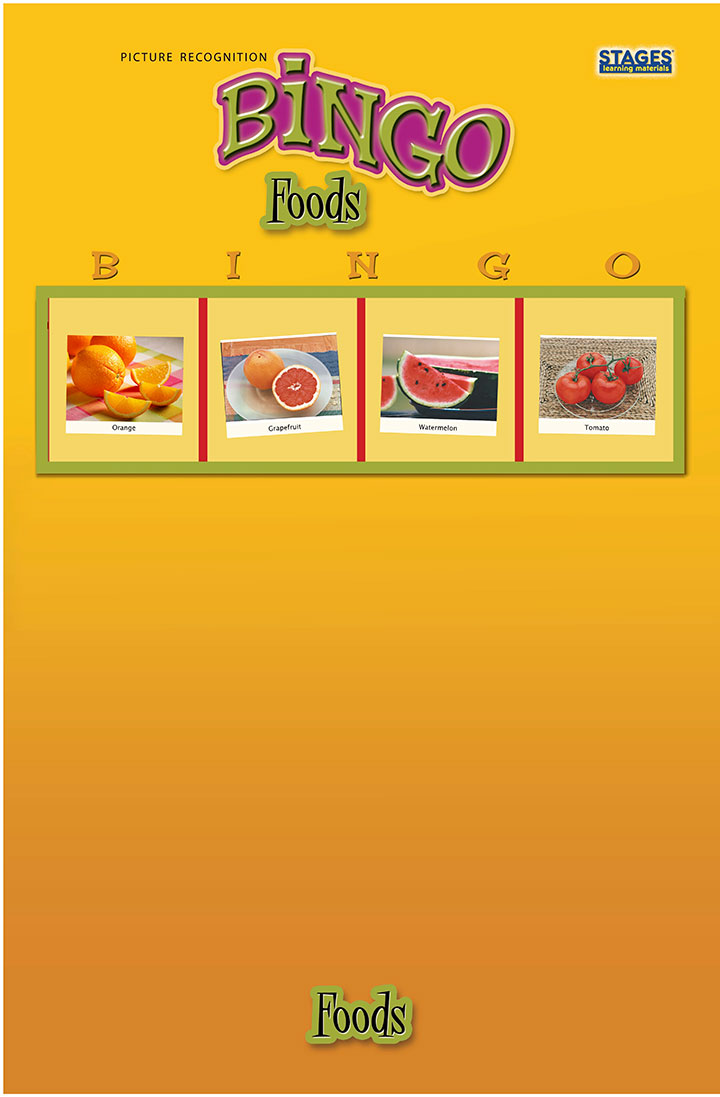 PICTURE RECOGNITION
BiNGO
Foods
STAGES®
learning materials
B I N G O
Orange
Grapefruit
Watermelon
Tomato
Foods